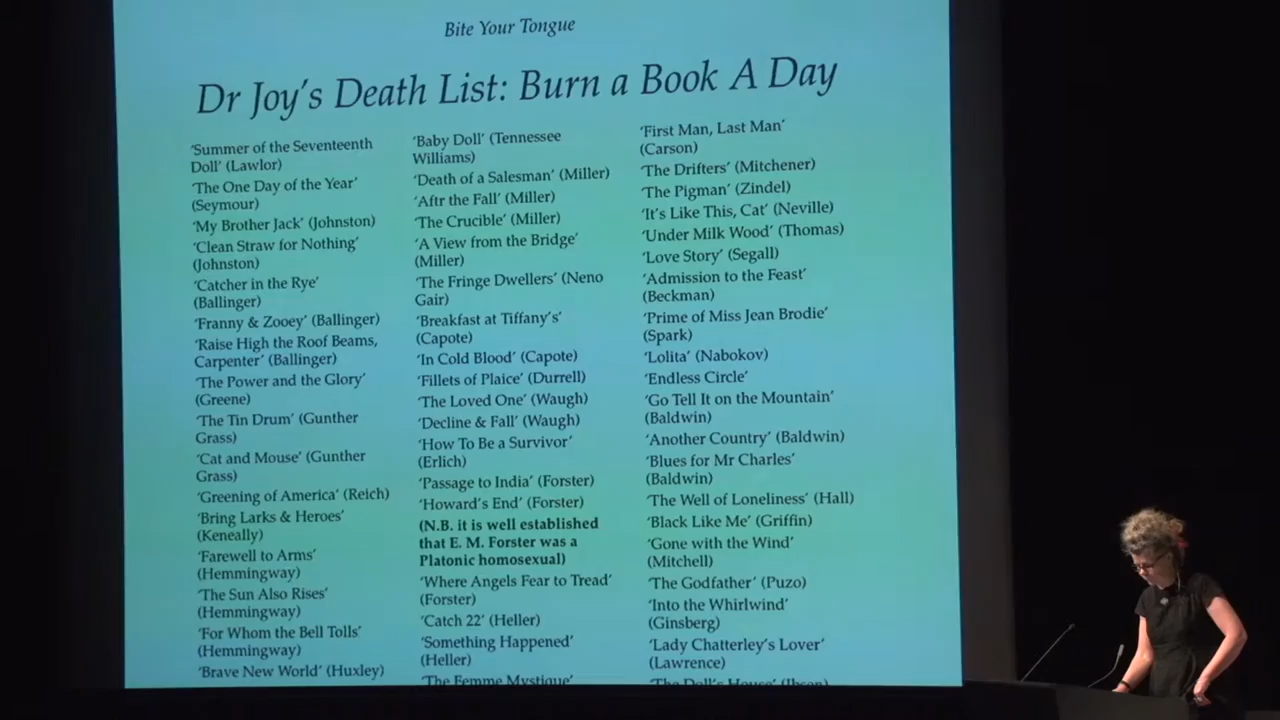 Bite Your Tongue
Dr Joy's Death List: Burn a Book A Day
'Summer of the Seventeenth
Doll' (Lawlor)
'The One Day of the Year'
(Seymour)
'My Brother Jack' (Johnston)
'Clean Straw for Nothing'
(Johnston)
'Catcher in the Rye'
(Ballinger)
'Franny & Zooey' (Ballinger)
'Raise High the Roof Beams,
Carpenter' (Ballinger)
'The Power and the Glory'
(Greene)
'The Tin Drum' (Gunther
Grass)
'Cat and Mouse' (Gunther
Grass)
'Greening of America' (Reich)
'Bring Larks & Heroes'
(Keneally)
'Farewell to Arms'
(Hemmingway)
'The Sun Also Rises'
(Hemmingway)
'For Whom the Bell Tolls'
(Hemmingway)
'Brave New World' (Huxley)
'Baby Doll' (Tennessee
Williams)
'Death of a Salesman' (Miller)
'Aftr the Fall' (Miller)
'The Crucible' (Miller)
'A View from the Bridge'
(Miller)
'The Fringe Dwellers' (Neno
Gair)
'Breakfast at Tiffany's'
(Capote)
'In Cold Blood' (Capote)
'Fillets of Plaice' (Durrell)
'The Loved One' (Waugh)
'Decline & Fall' (Waugh)
'How To Be a Survivor'
(Erlich)
'Passage to India' (Forster)
'Howard's End' (Forster)
(N.B. it is well established
that E. M. Forster was a
Platonic homosexual)
'Where Angels Fear to Tread'
(Forster)
'Catch 22' (Heller)
'Something Happened'
(Heller)
'The Femme Mystique'
'First Man, Last Man'
(Carson)
'The Drifters' (Mitchener)
'The Pigman' (Zindel)
'It's Like This, Cat' (Neville)
'Under Milk Wood' (Thomas)
'Love Story' (Segall)
'Admission to the Feast'
(Beckman)
'Prime of Miss Jean Brodie'
(Spark)
'Lolita' (Nabokov)
'Endless Circle'
'Go Tell It on the Mountain'
(Baldwin)
'Another Country' (Baldwin)
'Blues for Mr Charles'
(Baldwin)
'The Well of Loneliness' (Hall)
'Black Like Me' (Griffin)
'Gone with the Wind'
(Mitchell)
'The Godfather' (Puzo)
'Into the Whirlwind'
(Ginsberg)
'Lady Chatterley's Lover'
(Lawrence)
'The Doll's House' (Ibsen)